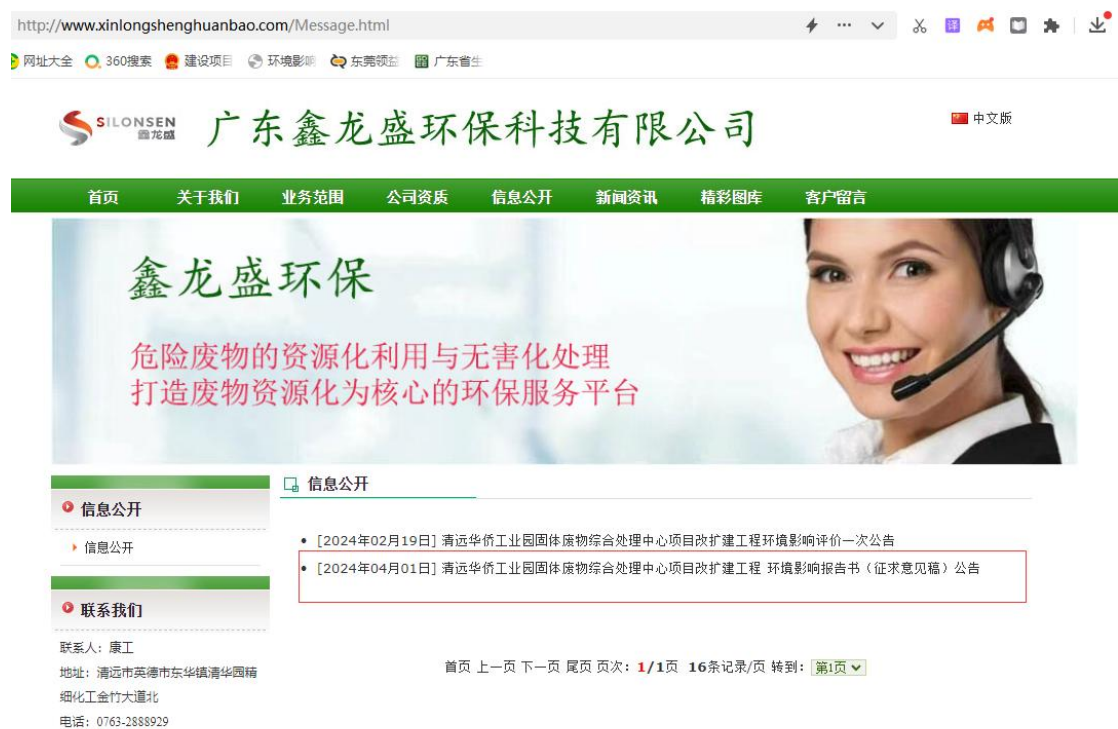 http://www.xinlongshenghuanbao.com/Message.html
网址大全 360搜索 建设项目 环境影响 东莞领益 广东省生
SILONSEN
鑫龙盛
广东鑫龙盛环保科技有限公司
中文版
首页 关于我们 业务范围 公司资质 信息公开 新闻资讯 精彩图库 客户留言
鑫龙盛环保
危险废物的资源化利用与无害化处理
打造废物资源化为核心的环保服务平台
信息公开
信息公开
联系我们
联系人: 康工
地址: 清远市英德市东华镇清华园精
细化工金竹大道北
电话: 0763-2888929
信息公开
[2024年02月19日] 清远华侨工业园固体废物综合处理中心项目改扩建工程环境影响评价一次公告
[2024年04月01日] 清远华侨工业园固体废物综合处理中心项目改扩建工程 环境影响报告书（征求意见稿）公告
首页 上一页 下一页 尾页 页次: 1/1页 16条记录/页 转到: 第1页